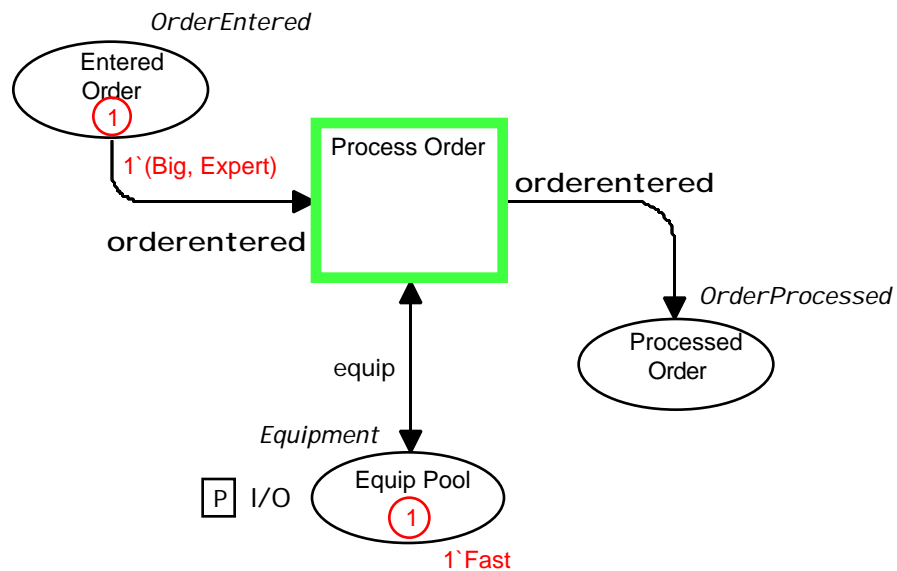 OrderEntered
Entered
Order
1
1`(Big, Expert)
Process Order
orderentered
orderentered
OrderProcessed
Processed
Order
equip
Equipment
P I/O
Equip Pool
1
1`Fast